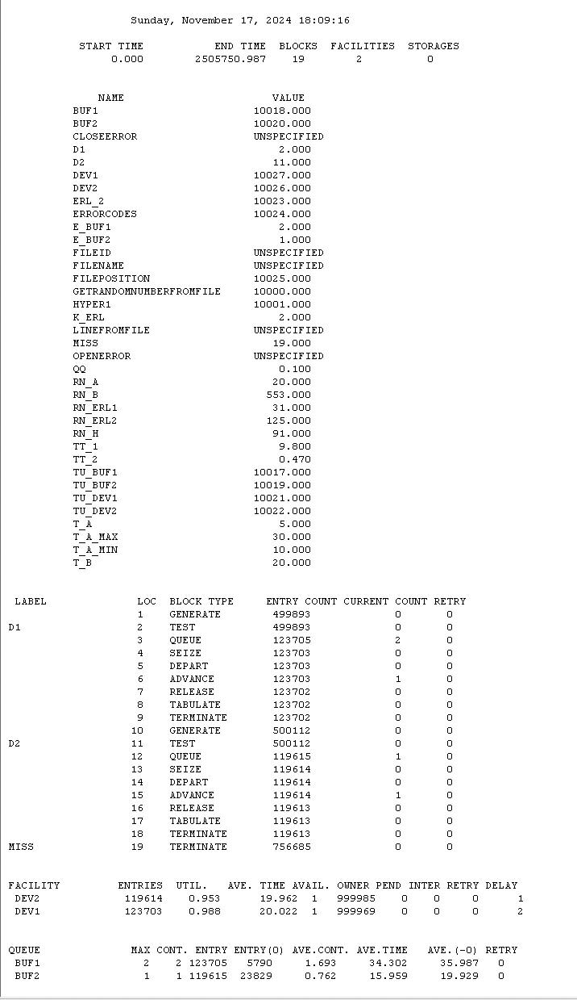 Sunday, November 17, 2024 18:09:16
START TIME END TIME BLOCKS FACILITIES STORAGES
0.000 2505750.987 19 2 0
NAME VALUE
BUF1 10018.000
BUF2 10020.000
CLOSEERROR UNSPECIFIED
D1 2.000
D2 11.000
DEV1 10027.000
DEV2 10026.000
ERL_2 10023.000
ERRORCODES 10024.000
E_BUF1 2.000
E_BUF2 1.000
FILEID UNSPECIFIED
FILENAME UNSPECIFIED
FILEPOSITION 10025.000
GETRANDOMNUMBERFROMFILE 10000.000
HYPER1 10001.000
K_ERL 2.000
LINEFROMFILE UNSPECIFIED
MISS 19.000
OPENERROR UNSPECIFIED
QQ 0.100
RN_A 20.000
RN_B 553.000
RN_ERL1 31.000
RN_ERL2 125.000
RN_H 91.000
TT_1 9.800
TT_2 0.470
TU_BUF1 10017.000
TU_BUF2 10019.000
TU_DEV1 10021.000
TU_DEV2 10022.000
T_A 5.000
T_A_MAX 30.000
T_A_MIN 10.000
T_B 20.000
LABEL LOC BLOCK TYPE ENTRY COUNT CURRENT COUNT RETRY
1 GENERATE 499893 0 0
D1 2 TEST 499893 0 0
3 QUEUE 123705 2 0
4 SEIZE 123703 0 0
5 DEPART 123703 0 0
6 ADVANCE 123703 1 0
7 RELEASE 123702 0 0
8 TABULATE 123702 0 0
9 TERMINATE 123702 0 0
10 GENERATE 500112 0 0
D2 11 TEST 500112 0 0
12 QUEUE 119615 1 0
13 SEIZE 119614 0 0
14 DEPART 119614 0 0
15 ADVANCE 119614 1 0
16 RELEASE 119613 0 0
17 TABULATE 119613 0 0
18 TERMINATE 119613 0 0
MISS 19 TERMINATE 756685 0 0
FACILITY ENTRIES UTIL. AVE. TIME AVAIL. OWNER PEND INTER RETRY DELAY
DEV2 119614 0.953 19.962 1 999985 0 0 0 1
DEV1 123703 0.988 20.022 1 999969 0 0 0 2
QUEUE MAX CONT. ENTRY ENTRY(0) AVE.CONT. AVE.TIME AVE.(-0) RETRY
BUF1 2 2 123705 5790 1.693 34.302 35.987 0
BUF2 1 1 119615 23829 0.762 15.959 19.929 0